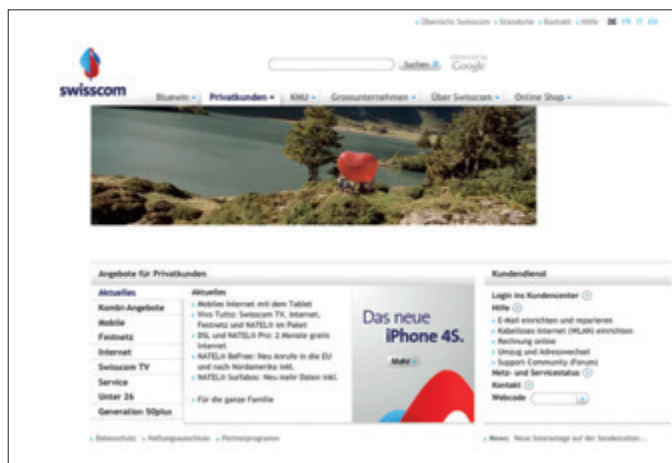 Übersicht Swisscom Standorte Kontakt Hilfe DE FR IT EN
Suchen
enhanced by Google
swisscom
Bluewin Privatkunden KMU Grossunternehmen Über Swisscom Online Shop
Angebote für Privatkunden
Aktuelles
Kombi-Angebote
Mobile
Festnetz
Internet
Swisscom TV
Service
Unter 26
Generation 50plus
Aktuelles
Mobiles Internet mit dem Tablet
Vivo Tutto: Swisscom TV, Internet,
Festnetz und NATEL® im Paket
DSL und NATEL® Pro: 2 Monate gratis
Internet
NATEL® BeFree: Neu Anrufe in die EU
und nach Nordamerika inkl.
NATEL® Surfabos: Neu mehr Daten inkl.
Für die ganze Familie
Das neue
iPhone 4S.
Mehr
Kundendienst
Login ins Kundencenter
Hilfe
E-Mail einrichten und reparieren
Kabelloses Internet (WLAN) einrichten
Rechnung online
Umzug und Adresswechsel
Support Community (Forum)
Netz- und Servicestatus
Kontakt
Webcode
Datenschutz Haftungsausschluss Partnerprogramm
News: Neue Solaranlage auf der Sendestation...